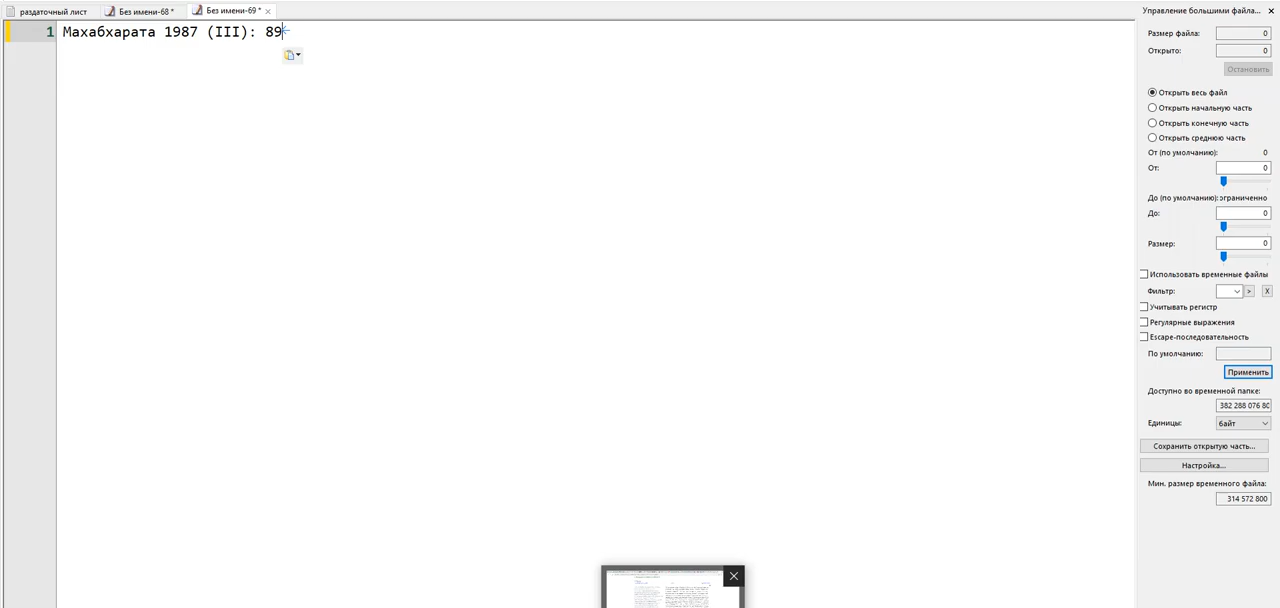 раздаточный лист
Без имени-68 *
Без имени-69 *
1 Махабхарата 1987 (III): 89
Управление большими файла...
Размер файла: 0
Открыто: 0
Остановить
Открыть весь файл
Открыть начальную часть
Открыть конечную часть
Открыть среднюю часть
От (по умолчанию): 0
От: 0
До (по умолчанию): ограничено
До: 0
Размер: 0
Использовать временные файлы
Фильтр: > X
Учитывать регистр
Регулярные выражения
Escape-последовательность
По умолчанию:
Применить
Доступно во временной папке:
382 288 076 80
Единицы: байт
Сохранить открытую часть...
Настройка...
Мин. размер временного файла:
314 572 800